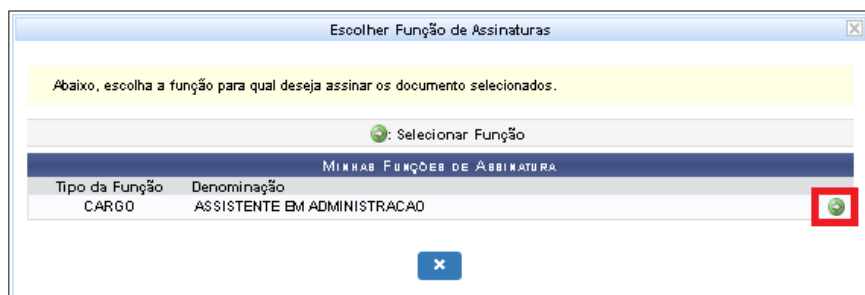 Escolher Função de Assinaturas
Abaixo, escolha a função para qual deseja assinar os documento selecionados.
: Selecionar Função
MINHAS FUNÇÕES DE ASSINATURA
Tipo da Função Denominação
CARGO ASSISTENTE EM ADMINISTRACAO